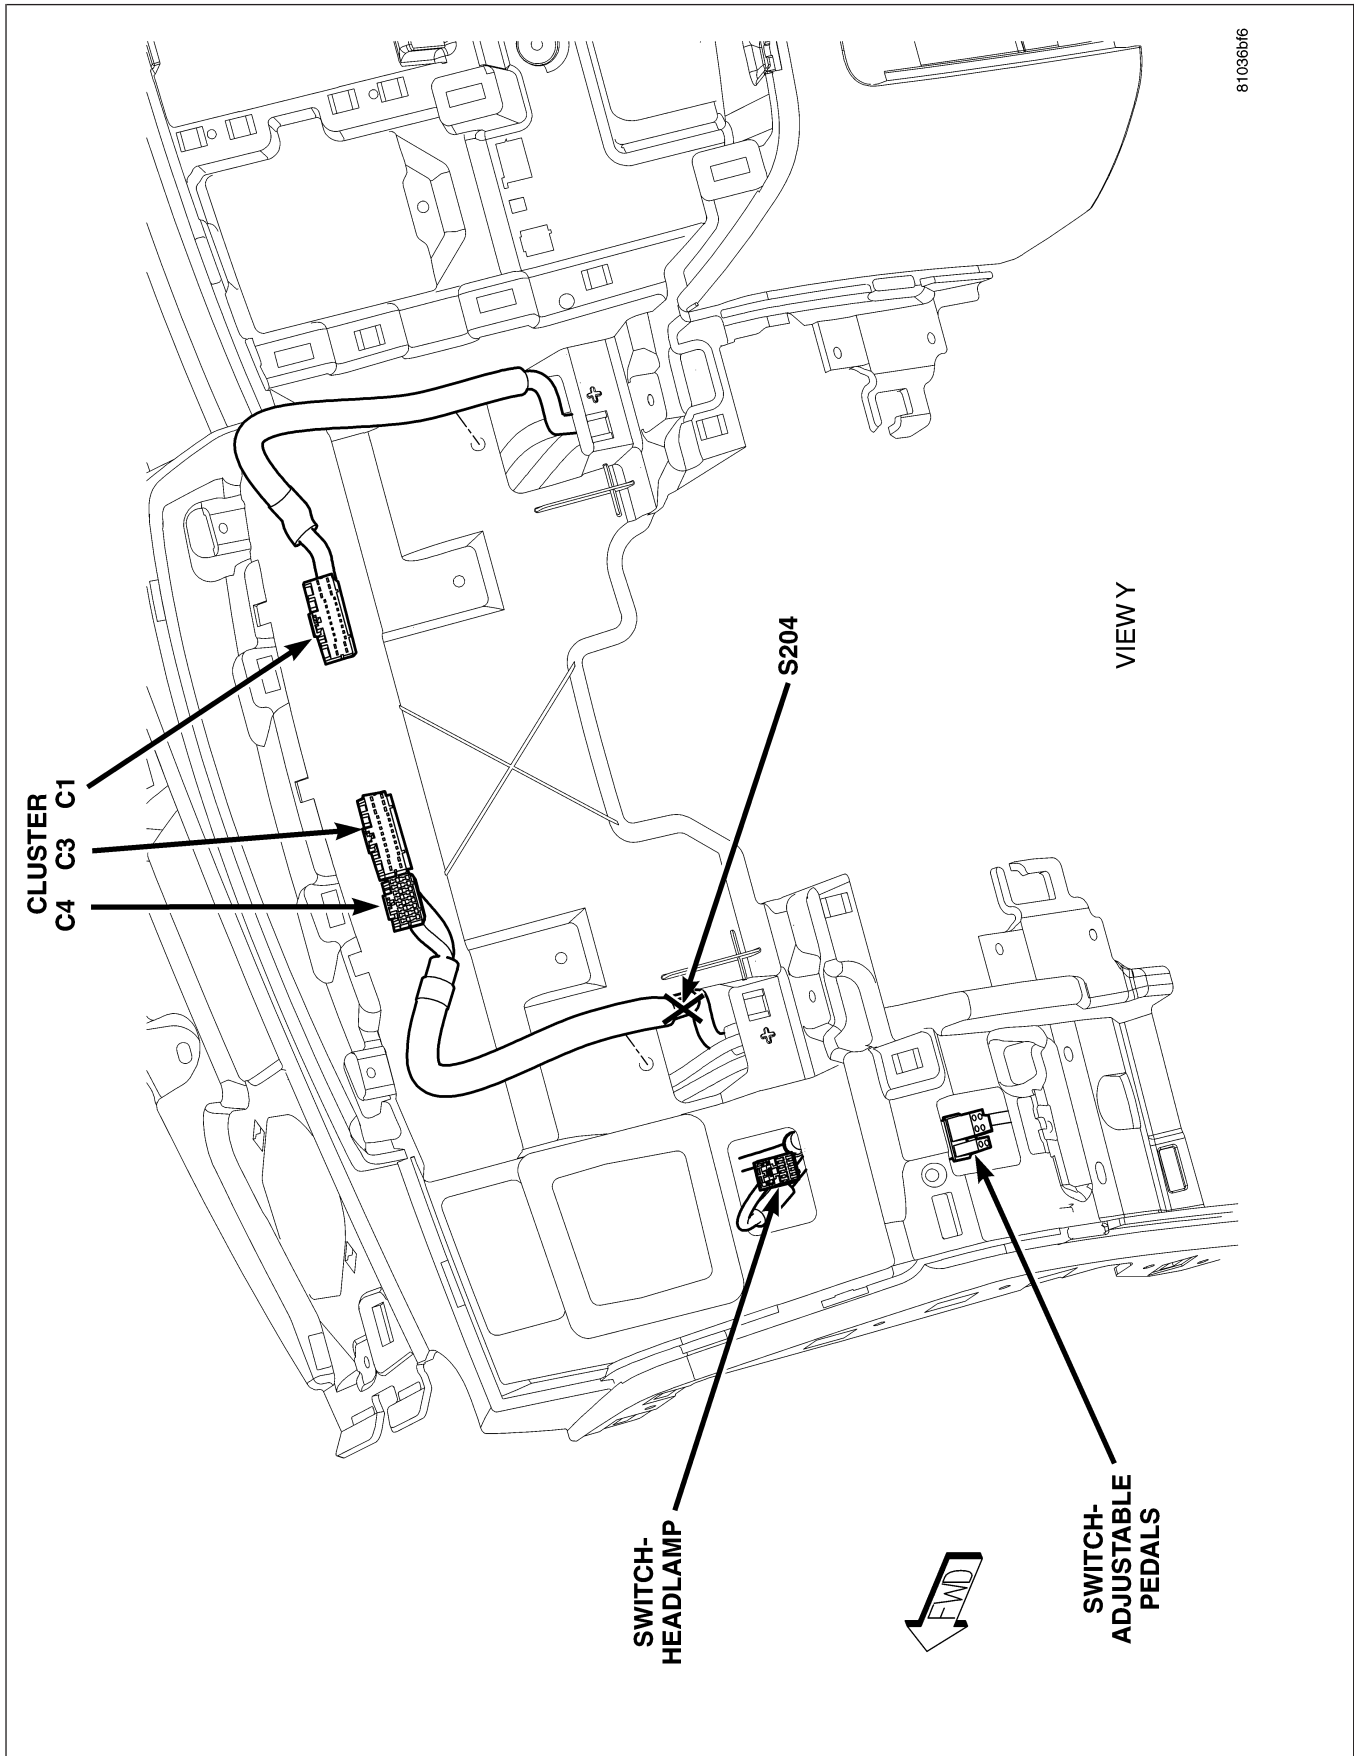 CLUSTER
C4 C3 C1
S204
SWITCH-
HEADLAMP
SWITCH-
ADJUSTABLE
PEDALS
FWD
VIEW Y
81036bf6